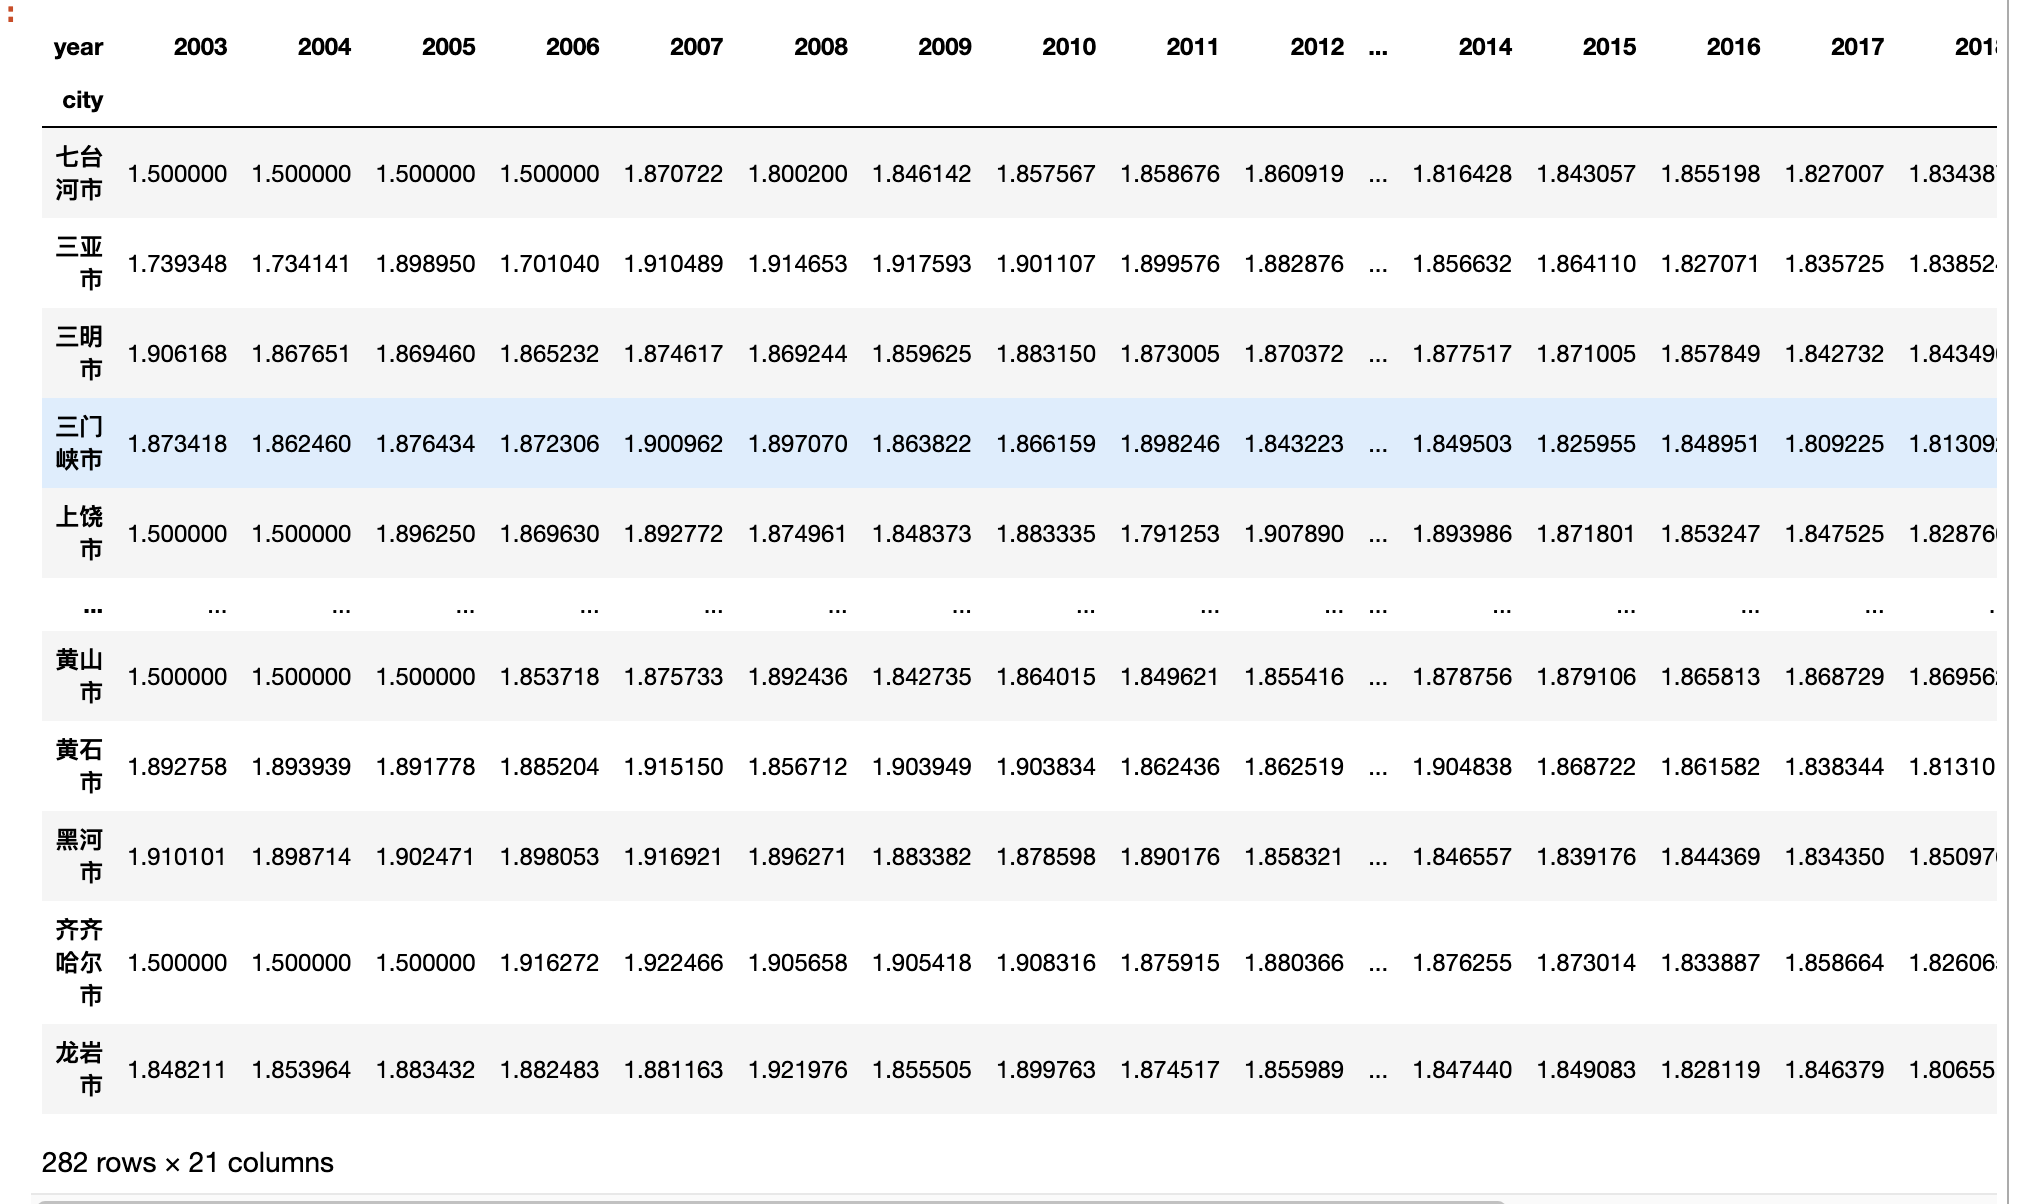 year 2003 2004 2005 2006 2007 2008 2009 2010 2011 2012 ... 2014 2015 2016 2017 201
city
七台
河市 1.500000 1.500000 1.500000 1.500000 1.870722 1.800200 1.846142 1.857567 1.858676 1.860919 ... 1.816428 1.843057 1.855198 1.827007 1.83438
三亚
市 1.739348 1.734141 1.898950 1.701040 1.910489 1.914653 1.917593 1.901107 1.899576 1.882876 ... 1.856632 1.864110 1.827071 1.835725 1.83852
三明
市 1.906168 1.867651 1.869460 1.865232 1.874617 1.869244 1.859625 1.883150 1.873005 1.870372 ... 1.877517 1.871005 1.857849 1.842732 1.84349
三门
峡市 1.873418 1.862460 1.876434 1.872306 1.900962 1.897070 1.863822 1.866159 1.898246 1.843223 ... 1.849503 1.825955 1.848951 1.809225 1.81309
上饶
市 1.500000 1.500000 1.896250 1.869630 1.892772 1.874961 1.848373 1.883335 1.791253 1.907890 ... 1.893986 1.871801 1.853247 1.847525 1.82876
... ... ... ... ... ... ... ... ... ... ... ... ... ... ... ... .
黄山
市 1.500000 1.500000 1.500000 1.853718 1.875733 1.892436 1.842735 1.864015 1.849621 1.855416 ... 1.878756 1.879106 1.865813 1.868729 1.86956
黄石
市 1.892758 1.893939 1.891778 1.885204 1.915150 1.856712 1.903949 1.903834 1.862436 1.862519 ... 1.904838 1.868722 1.861582 1.838344 1.81310
黑河
市 1.910101 1.898714 1.902471 1.898053 1.916921 1.896271 1.883382 1.878598 1.890176 1.858321 ... 1.846557 1.839176 1.844369 1.834350 1.85097
齐齐
哈尔 1.500000 1.500000 1.500000 1.916272 1.922466 1.905658 1.905418 1.908316 1.875915 1.880366 ... 1.876255 1.873014 1.833887 1.858664 1.82606
市
龙岩
市 1.848211 1.853964 1.883432 1.882483 1.881163 1.921976 1.855505 1.899763 1.874517 1.855989 ... 1.847440 1.849083 1.828119 1.846379 1.80655
282 rows × 21 columns